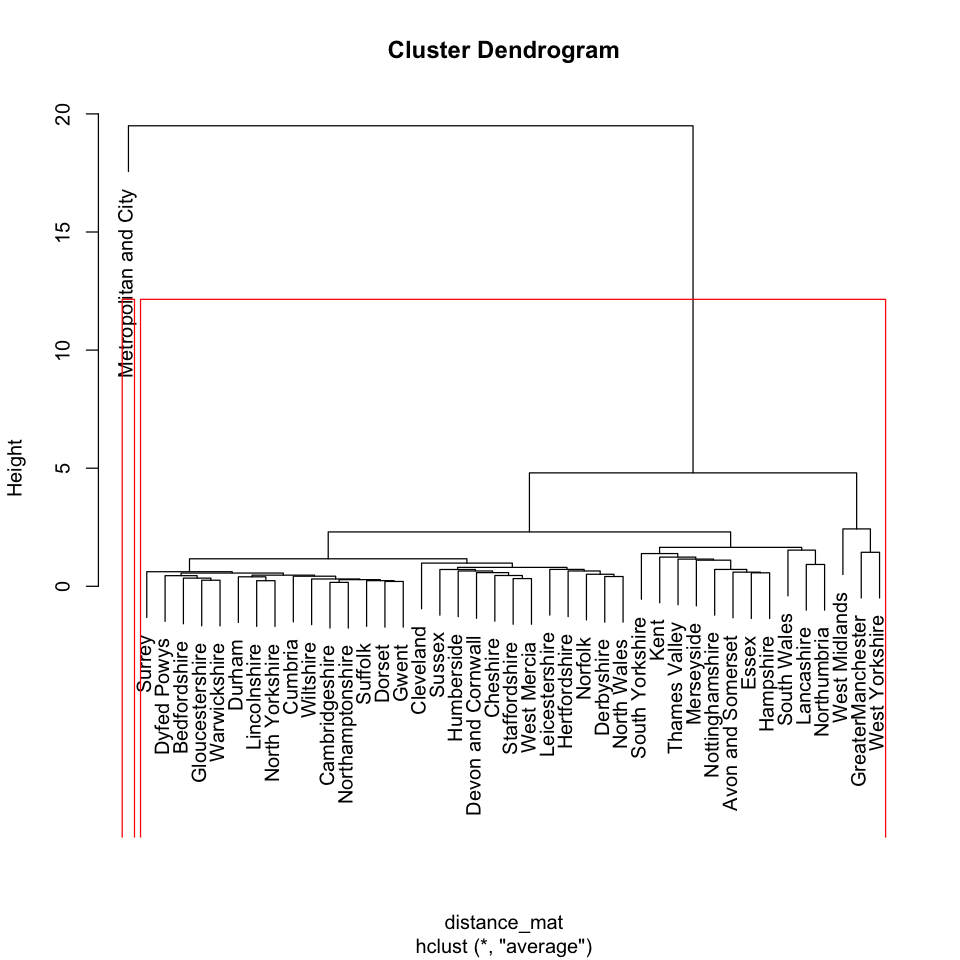 Cluster Dendrogram
Height
20
15
10
5
0
Metropolitan and City
Surrey
Dyfed Powys
Bedfordshire
Gloucestershire
Warwickshire
Durham
Lincolnshire
North Yorkshire
Cumbria
Wiltshire
Cambridgeshire
Northamptonshire
Suffolk
Dorset
Gwent
Cleveland
Sussex
Humberside
Devon and Cornwall
Cheshire
Staffordshire
West Mercia
Leicestershire
Hertfordshire
Norfolk
Derbyshire
North Wales
South Yorkshire
Kent
Thames Valley
Merseyside
Nottinghamshire
Avon and Somerset
Essex
Hampshire
South Wales
Lancashire
Northumbria
West Midlands
GreaterManchester
West Yorkshire
distance_mat
hclust (*, "average")